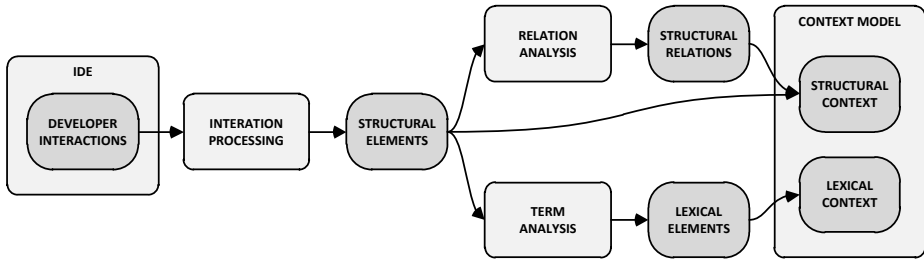 IDE
DEVELOPER
INTERACTIONS
INTERATION
PROCESSING
STRUCTURAL
ELEMENTS
RELATION
ANALYSIS
STRUCTURAL
RELATIONS
TERM
ANALYSIS
LEXICAL
ELEMENTS
CONTEXT MODEL
STRUCTURAL
CONTEXT
LEXICAL
CONTEXT